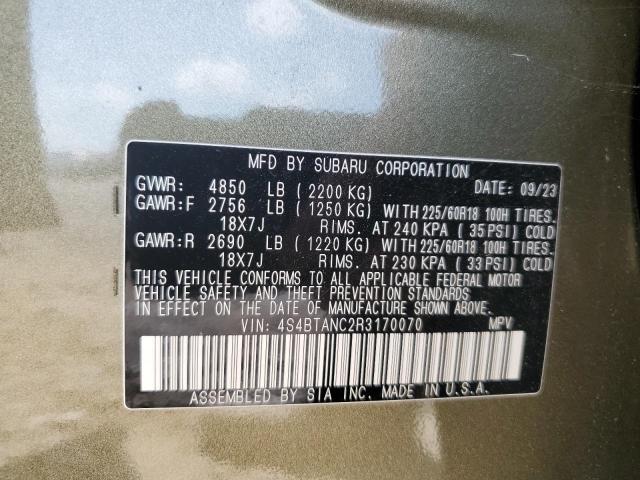 MFD BY SUBARU CORPORATION
GVWR: 4850 LB ( 2200 KG) DATE: 09/23
GAWR:F 2756 LB ( 1250 KG) WITH 225/60R18 100H TIRES.
18X7J RIMS. AT 240 KPA ( 35 PSI) COLD
GAWR:R 2690 LB ( 1220 KG) WITH 225/60R18 100H TIRES.
18X7J RIMS. AT 230 KPA ( 33 PSI) COLD
THIS VEHICLE CONFORMS TO ALL APPLICABLE FEDERAL MOTOR
VEHICLE SAFETY AND THEFT PREVENTION STANDARDS
IN EFFECT ON THE DATE OF MANUFACTURE SHOWN ABOVE.
VIN: 4S4BTANC2R3170070 MPV
ASSEMBLED BY SIA INC. MADE IN U.S.A.